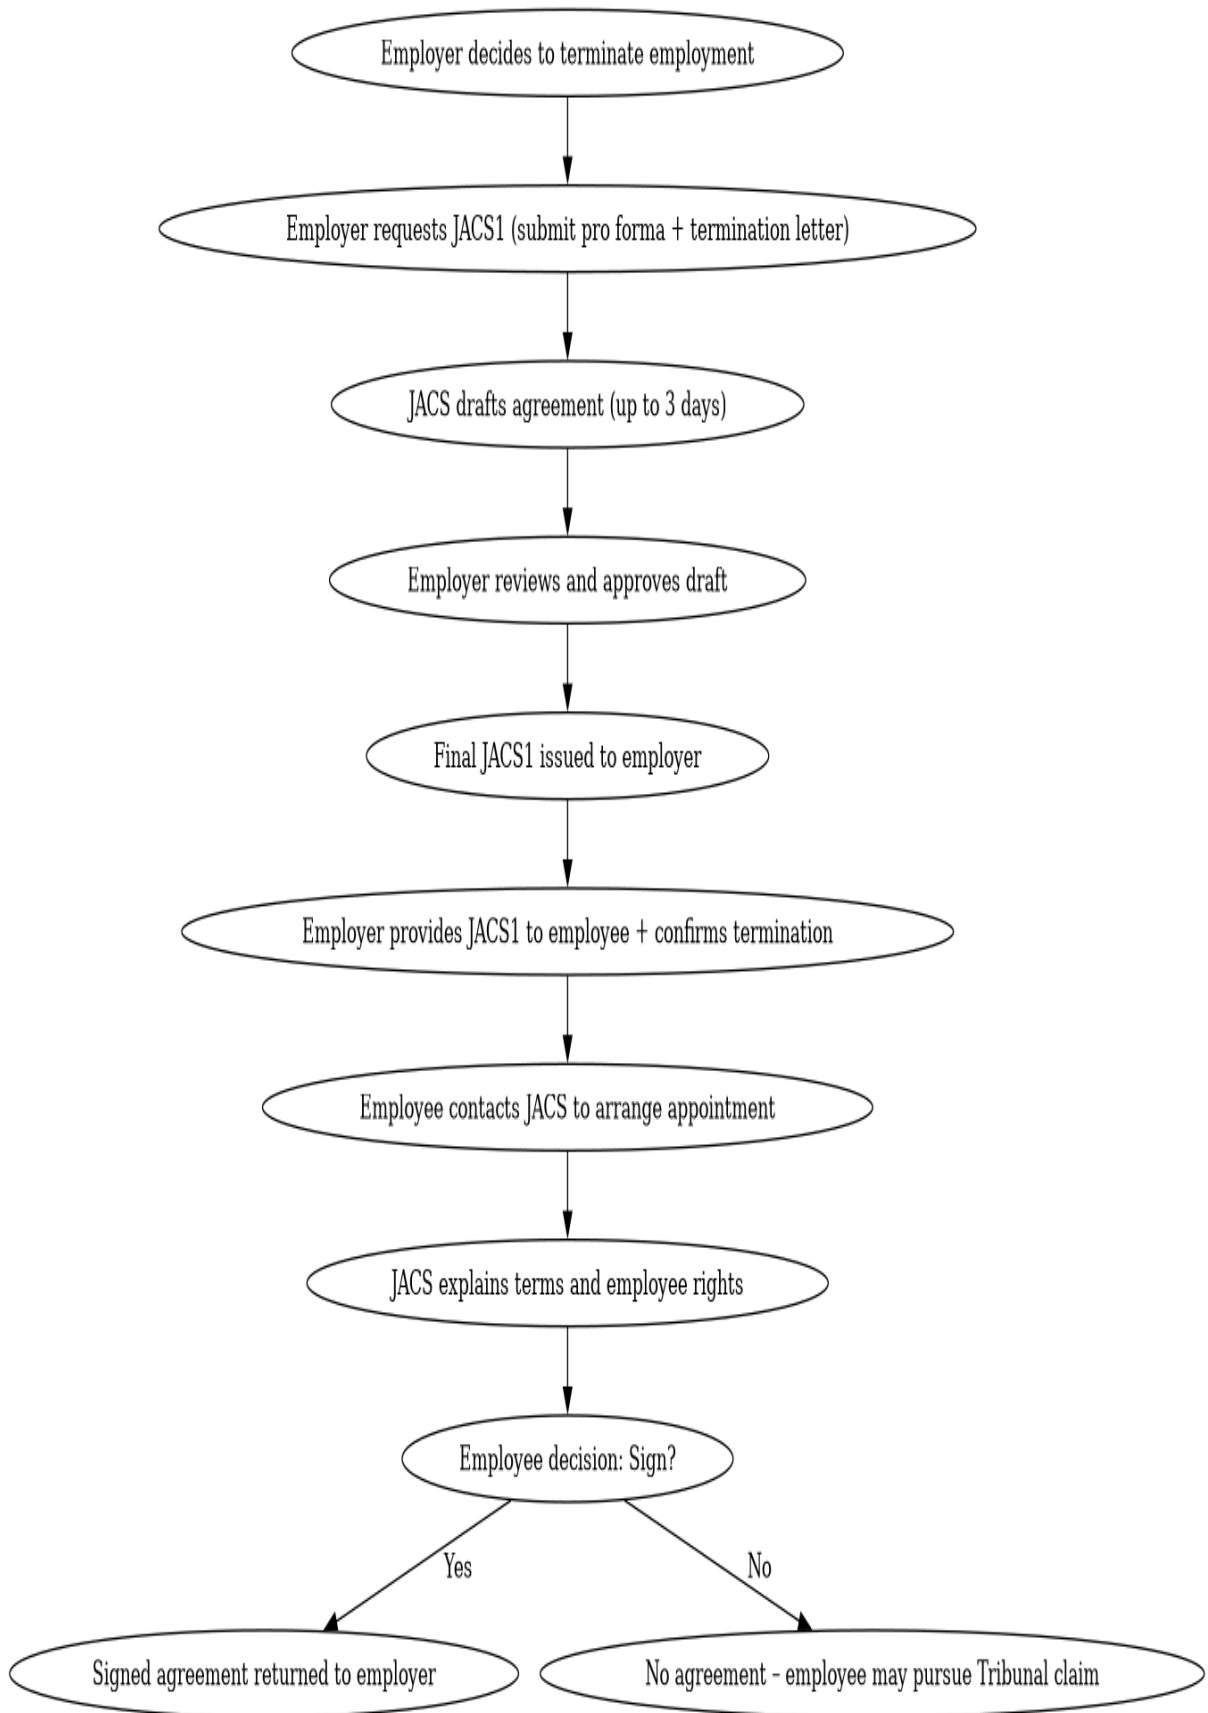 Employer decides to terminate employment
Employer requests JACS1 (submit pro forma + termination letter)
JACS drafts agreement (up to 3 days)
Employer reviews and approves draft
Final JACS1 issued to employer
Employer provides JACS1 to employee + confirms termination
Employee contacts JACS to arrange appointment
JACS explains terms and employee rights
Employee decision: Sign?
Yes
No
Signed agreement returned to employer
No agreement – employee may pursue Tribunal claim